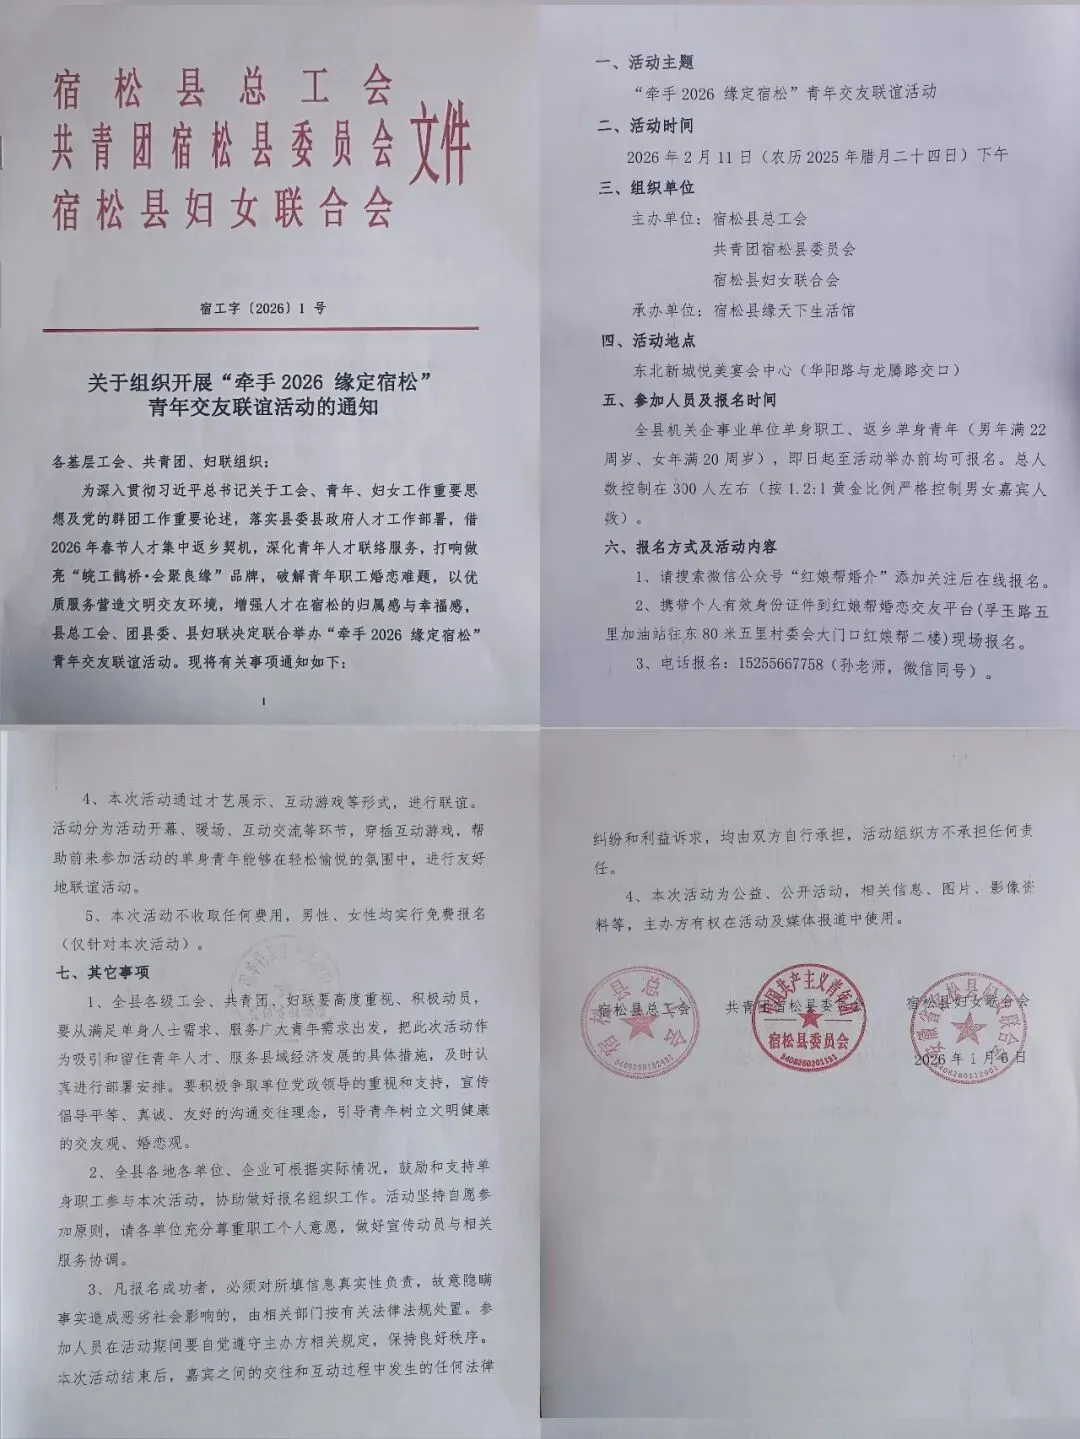 宿松县总工会
共青团宿松县委员会
宿松县妇女联合会
文件
宿工字〔2026〕1 号
关于组织开展“牵手 2026 缘定宿松”
青年交友联谊活动的通知
各基层工会、共青团、妇联组织：
为深入贯彻习近平总书记关于工会、青年、妇女工作重要思
想及党的群团工作重要论述，落实县委县政府人才工作部署，借
2026 年春节人才集中返乡契机，深化青年人才联络服务，打响做
亮“皖工鹊桥·会聚良缘”品牌，破解青年职工婚恋难题，以优
质服务营造文明交友环境，增强人才在宿松的归属感与幸福感，
县总工会、团县委、县妇联决定联合举办“牵手 2026 缘定宿松”
青年交友联谊活动。现将有关事项通知如下：
1
一、活动主题
“牵手 2026 缘定宿松”青年交友联谊活动
二、活动时间
2026 年 2 月 11 日（农历 2025 年腊月二十四日）下午
三、组织单位
主办单位：宿松县总工会
共青团宿松县委员会
宿松县妇女联合会
承办单位：宿松县缘天下生活馆
四、活动地点
东北新城悦美宴会中心（华阳路与龙腾路交口）
五、参加人员及报名时间
全县机关企事业单位单身职工、返乡单身青年（男年满 22
周岁、女年满 20 周岁），即日起至活动举办前均可报名。总人
数控制在 300 人左右（按 1.2:1 黄金比例严格控制男女嘉宾人
数）。
六、报名方式及活动内容
1、请搜索微信公众号“红娘帮婚介”添加关注后在线报名。
2、携带个人有效身份证件到红娘帮婚恋交友平台(孚玉路五
里加油站往东 80 米五里村委会大门口红娘帮二楼)现场报名。
3、电话报名：15255667758（孙老师，微信同号）。
4、本次活动通过才艺展示、互动游戏等形式，进行联谊。
活动分为活动开幕、暖场、互动交流等环节，穿插互动游戏，帮
助前来参加活动的单身青年能够在轻松愉悦的氛围中，进行友好
地联谊活动。
5、本次活动不收取任何费用，男性、女性均实行免费报名
（仅针对本次活动）。
七、其它事项
1、全县各级工会、共青团、妇联要高度重视、积极动员，
要从满足单身人士需求、服务广大青年需求出发，把此次活动作
为吸引和留住青年人才、服务县域经济发展的具体措施，及时认
真进行部署安排。要积极争取单位党政领导的重视和支持，宣传
倡导平等、真诚、友好的沟通交往理念，引导青年树立文明健康
的交友观、婚恋观。
2、全县各地各单位、企业可根据实际情况，鼓励和支持单
身职工参与本次活动，协助做好报名组织工作。活动坚持自愿参
加原则，请各单位充分尊重职工个人意愿，做好宣传动员与相关
服务协调。
3、凡报名成功者，必须对所填信息真实性负责，故意隐瞒
事实造成恶劣社会影响的，由相关部门按有关法律法规处置。参
加人员在活动期间要自觉遵守主办方相关规定，保持良好秩序。
本次活动结束后，嘉宾之间的交往和互动过程中发生的任何法律
纠纷和利益诉求，均由双方自行承担，活动组织方不承担任何责
任。
4、本次活动为公益、公开活动，相关信息、图片、影像资
料等，主办方有权在活动及媒体报道中使用。
宿松县总工会
共青团宿松县委员会
宿松县妇女联合会
2026 年 1 月 6 日
宿松县总工会
中国共产主义青年团
宿松县委员会
3408260201151
安徽省宿松县妇女联合会